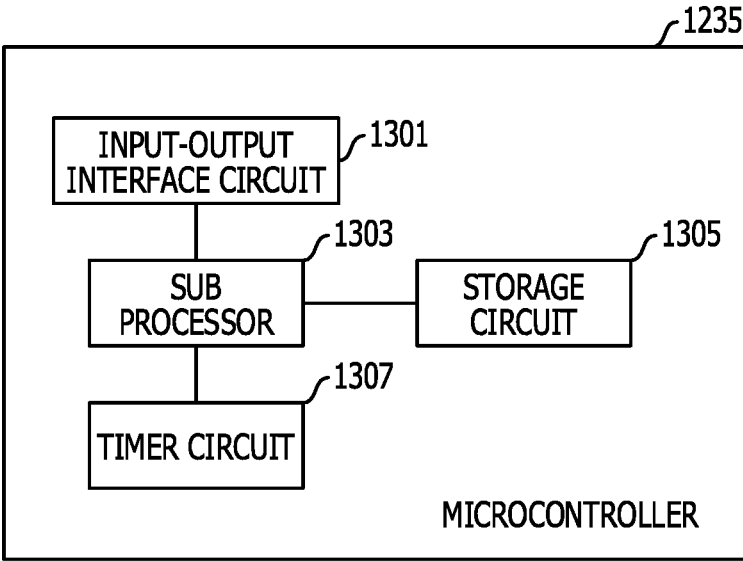 1235
INPUT-OUTPUT
INTERFACE CIRCUIT
1301
1303
SUB
PROCESSOR
1305
STORAGE
CIRCUIT
1307
TIMER CIRCUIT
MICROCONTROLLER